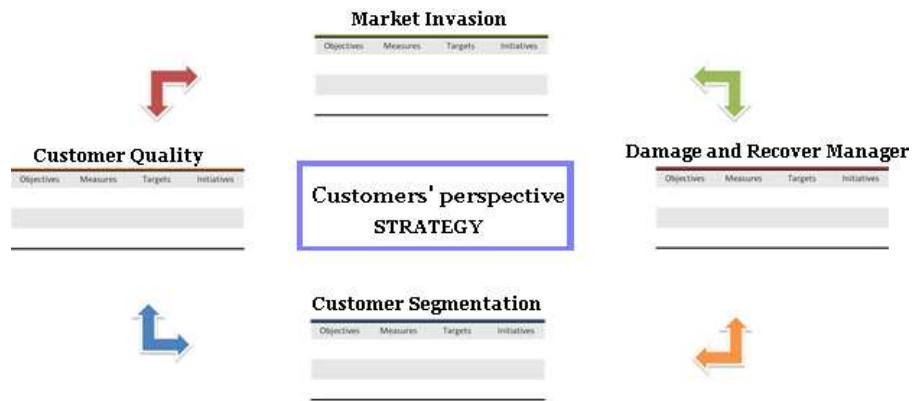 Market Invasion
Objectives Measures Targets Initiatives
Customer Quality
Objectives Measures Targets Initiatives
Damage and Recover Manager
Objectives Measures Targets Initiatives
Customers' perspective
STRATEGY
Customer Segmentation
Objectives Measures Targets Initiatives